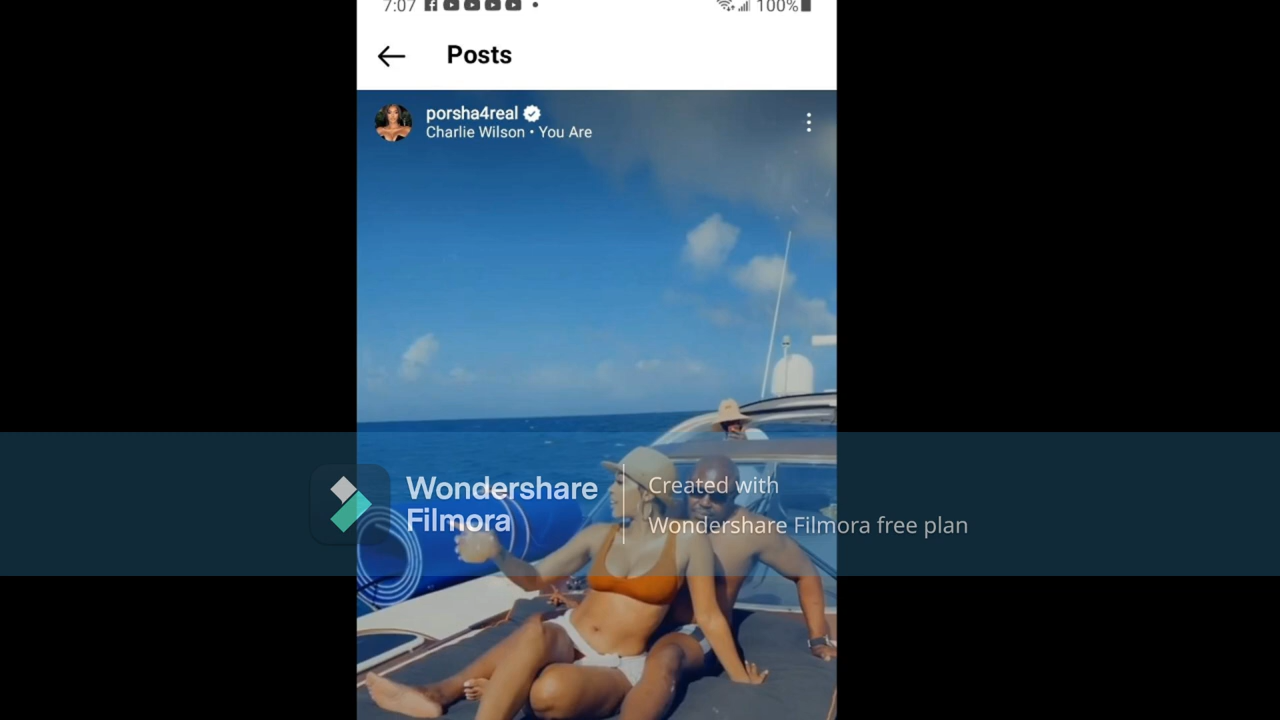 7:07
100%
Posts
porsha4real
Charlie Wilson • You Are
Wondershare
Filmora
Created with
Wondershare Filmora free plan